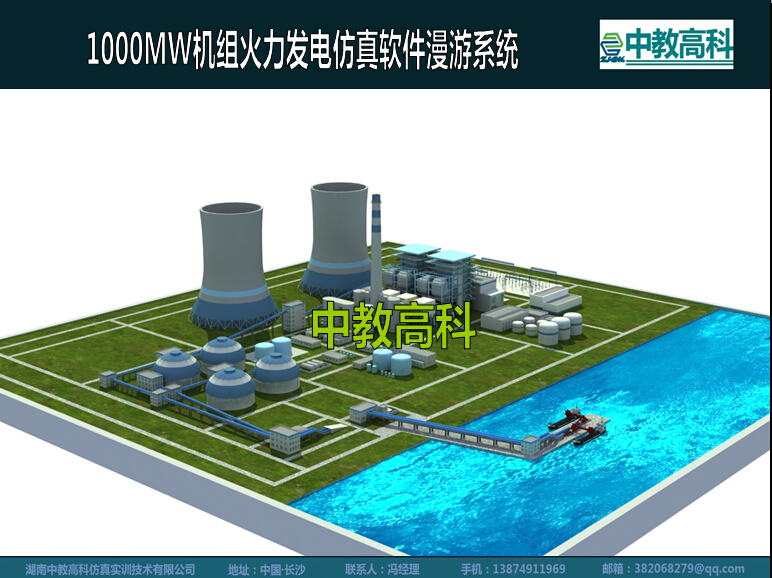 1000MW机组火力发电仿真软件漫游系统
ZJGK
中教高科
中教高科
湖南中教高科仿真实训技术有限公司 地址：中国·长沙 联系人：冯经理 手机：13874911969 邮箱：382068279@qq.com